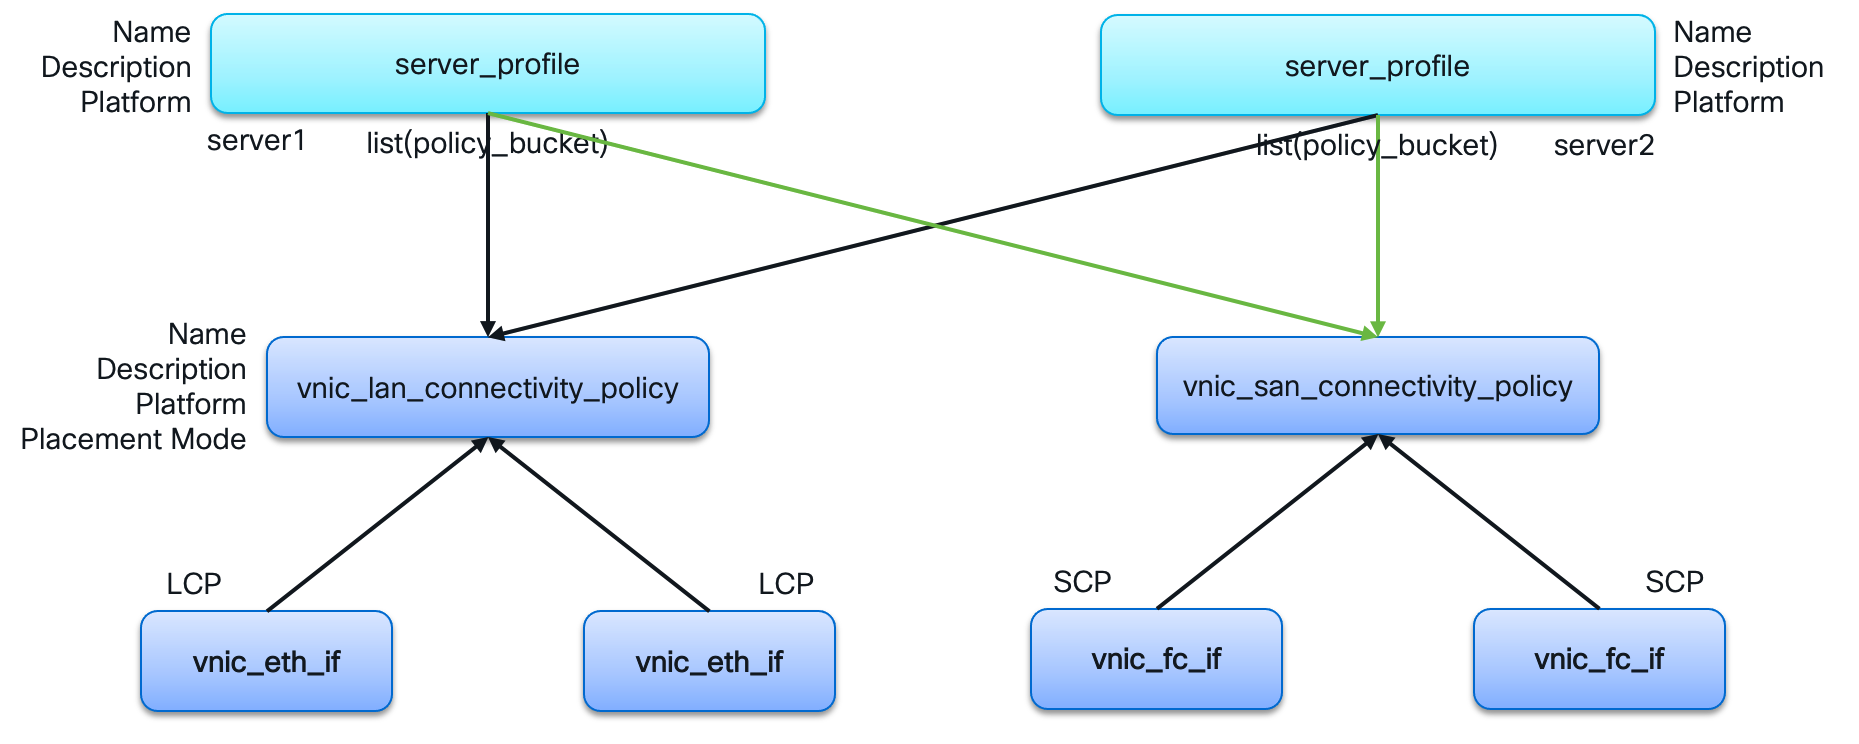 Name
Description
Platform
server_profile
server_profile
Name
Description
Platform
server1
list(policy_bucket)
list(policy_bucket)
server2
Name
Description
Platform
Placement Mode
vnic_lan_connectivity_policy
vnic_san_connectivity_policy
LCP
LCP
SCP
SCP
vnic_eth_if
vnic_eth_if
vnic_fc_if
vnic_fc_if